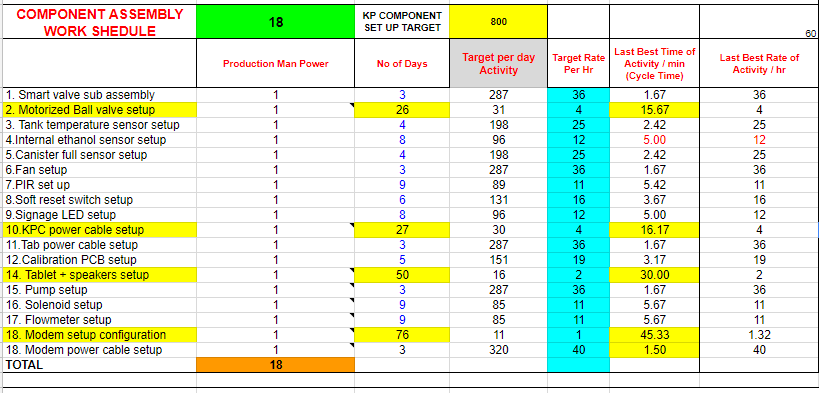 COMPONENT ASSEMBLY WORK SHEDULE 18 KP COMPONENT SET UP TARGET 800 60
Production Man Power No of Days Target per day Activity Target Rate Per Hr Last Best Time of Activity / min (Cycle Time) Last Best Rate of Activity / hr
1. Smart valve sub assembly 1 3 287 36 1.67 36
2. Motorized Ball valve setup 1 26 31 4 15.67 4
3. Tank temperature sensor setup 1 4 198 25 2.42 25
4.Internal ethanol sensor setup 1 8 96 12 5.00 12
5.Canister full sensor setup 1 4 198 25 2.42 25
6.Fan setup 1 3 287 36 1.67 36
7.PIR set up 1 9 89 11 5.42 11
8.Soft reset switch setup 1 6 131 16 3.67 16
9.Signage LED setup 1 8 96 12 5.00 12
10.KPC power cable setup 1 27 30 4 16.17 4
11.Tab power cable setup 1 3 287 36 1.67 36
12.Calibration PCB setup 1 5 151 19 3.17 19
14. Tablet + speakers setup 1 50 16 2 30.00 2
15. Pump setup 1 3 287 36 1.67 36
16. Solenoid setup 1 9 85 11 5.67 11
17. Flowmeter setup 1 9 85 11 5.67 11
18. Modem setup configuration 1 76 11 1 45.33 1.32
18. Modem power cable setup 1 3 320 40 1.50 40
TOTAL 18